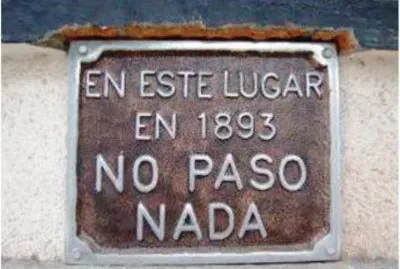 EN ESTE LUGAR
EN 1893
NO PASO
NADA